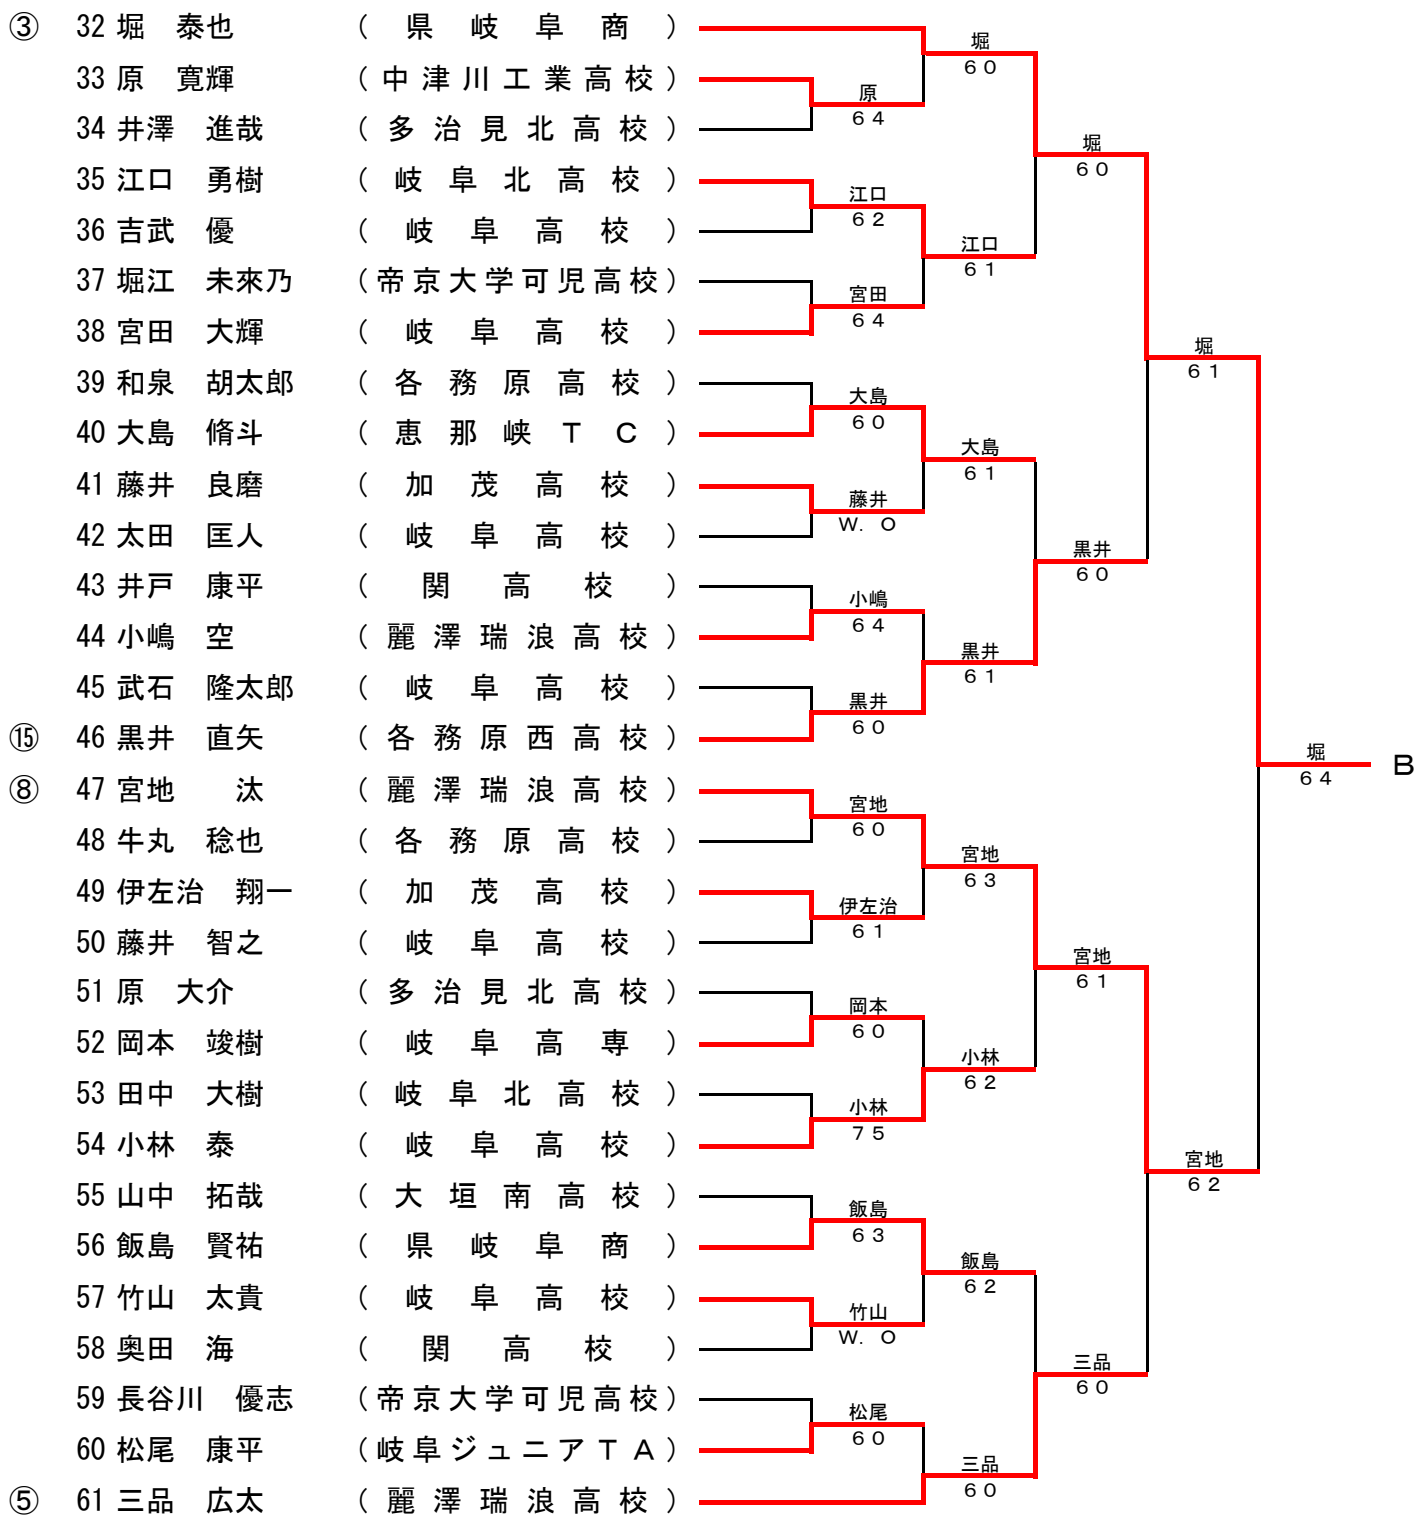 ③ 32 堀　泰也 （ 県 岐 阜 商 ）
堀
６０
33 原　寛輝 （ 中 津 川 工 業 高 校 ）
原
６４
34 井澤　進哉 （ 多 治 見 北 高 校 ）
堀
６０
35 江口　勇樹 （ 岐 阜 北 高 校 ）
江口
６２
36 吉武　優 （ 岐 阜 高 校 ）
江口
６１
37 堀江　未來乃 （ 帝 京 大 学 可 児 高 校 ）
宮田
６４
38 宮田　大輝 （ 岐 阜 高 校 ）
堀
６１
39 和泉　胡太郎 （ 各 務 原 高 校 ）
大島
６０
40 大島　脩斗 （ 恵 那 峡 Ｔ Ｃ ）
大島
６１
41 藤井　良磨 （ 加 茂 高 校 ）
藤井
Ｗ．Ｏ
42 太田　匡人 （ 岐 阜 高 校 ）
黒井
６０
43 井戸　康平 （ 関 高 校 ）
小嶋
６４
44 小嶋　空 （ 麗 澤 瑞 浪 高 校 ）
黒井
６１
45 武石　隆太郎 （ 岐 阜 高 校 ）
黒井
６０
⑮ 46 黒井　直矢 （ 各 務 原 西 高 校 ）
堀
６４
Ｂ
⑧ 47 宮地　　汰 （ 麗 澤 瑞 浪 高 校 ）
宮地
６０
48 牛丸　稔也 （ 各 務 原 高 校 ）
宮地
６３
49 伊左治　翔一 （ 加 茂 高 校 ）
伊左治
６１
50 藤井　智之 （ 岐 阜 高 校 ）
宮地
６１
51 原　大介 （ 多 治 見 北 高 校 ）
岡本
６０
52 岡本　竣樹 （ 岐 阜 高 専 ）
小林
６２
53 田中　大樹 （ 岐 阜 北 高 校 ）
小林
７５
54 小林　泰 （ 岐 阜 高 校 ）
宮地
６２
55 山中　拓哉 （ 大 垣 南 高 校 ）
飯島
６３
56 飯島　賢祐 （ 県 岐 阜 商 ）
飯島
６２
57 竹山　太貴 （ 岐 阜 高 校 ）
竹山
Ｗ．Ｏ
58 奥田　海 （ 関 高 校 ）
三品
６０
59 長谷川　優志 （ 帝 京 大 学 可 児 高 校 ）
松尾
６０
60 松尾　康平 （ 岐 阜 ジ ュ ニ ア Ｔ Ａ ）
三品
６０
⑤ 61 三品　広太 （ 麗 澤 瑞 浪 高 校 ）